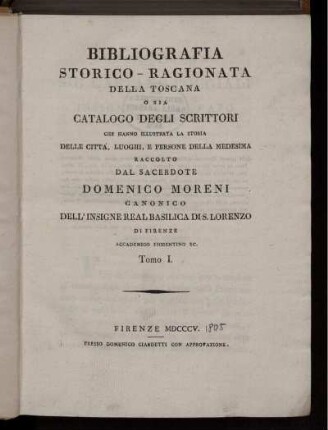 BIBLIOGRAFIA
STORICO - RAGIONATA
DELLA TOSCANA
O SIA
CATALOGO DEGLI SCRITTORI
CHE HANNO ILLUSTRATA LA STORIA
DELLE CITTÀ, LUOGHI, E PERSONE DELLA MEDESIMA
RACCOLTO
DAL SACERDOTE
DOMENICO MORENI
CANONICO
DELL' INSIGNE REAL BASILICA DI S. LORENZO
DI FIRENZE
ACCADEMICO FIORENTINO EC.
Tomo I.
FIRENZE MDCCCV. 1805
PRESSO DOMENICO CIARDETTI CON APPROVAZIONE.